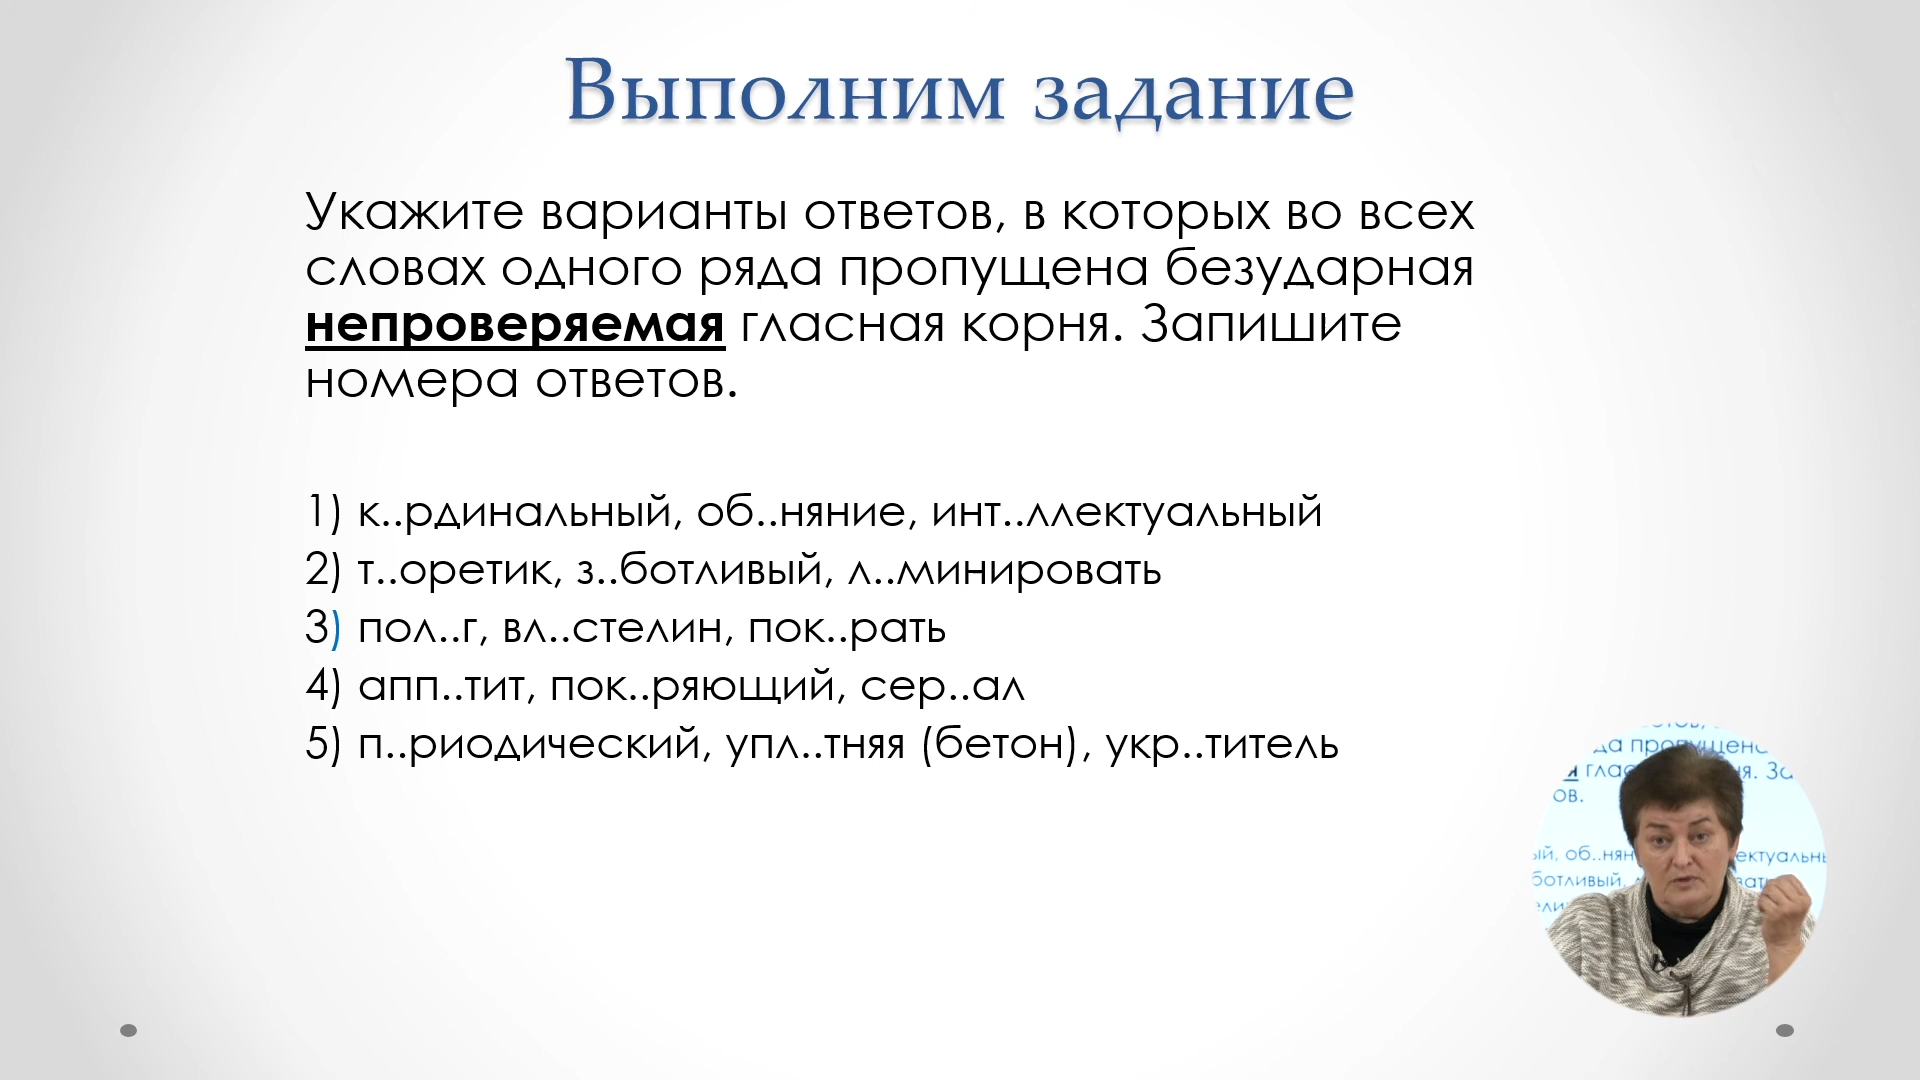 Выполним задание
Укажите варианты ответов, в которых во всех
словах одного ряда пропущена безударная
непроверяемая гласная корня. Запишите
номера ответов.
1) к..рдинальный, об..няние, инт..ллектуальный
2) т..оретик, з..ботливый, л..минировать
3) пол..г, вл..стелин, пок..рать
4) апп..тит, пок..ряющий, сер..ал
5) п..риодический, упл..тняя (бетон), укр..титель